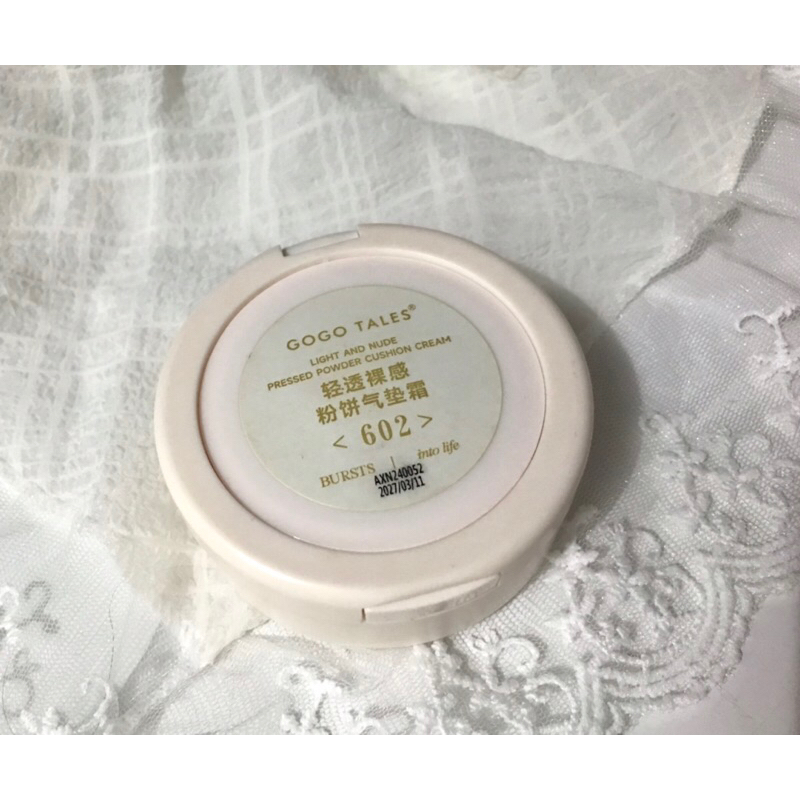 GOGO TALES®
LIGHT AND NUDE
PRESSED POWDER CUSHION CREAM
轻透裸感
粉饼气垫霜
< 602 >
BURSTS | into life
AXN240052
2027/03/11